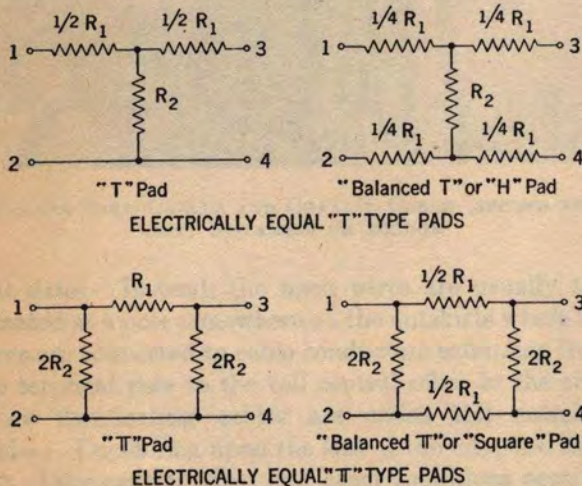 1/2 R1 1/2 R1 1/4 R1 1/4 R1
1 3 1 3
R2 R2
1/4 R1 1/4 R1
2 4 2 4
"T" Pad "Balanced T" or "H" Pad
ELECTRICALLY EQUAL "T" TYPE PADS
R1 1/2 R1
1 3 1 3
2R2 2R2 2R2 2R2
1/2 R1
2 4 2 4
"π" Pad "Balanced π" or "Square" Pad
ELECTRICALLY EQUAL "π" TYPE PADS